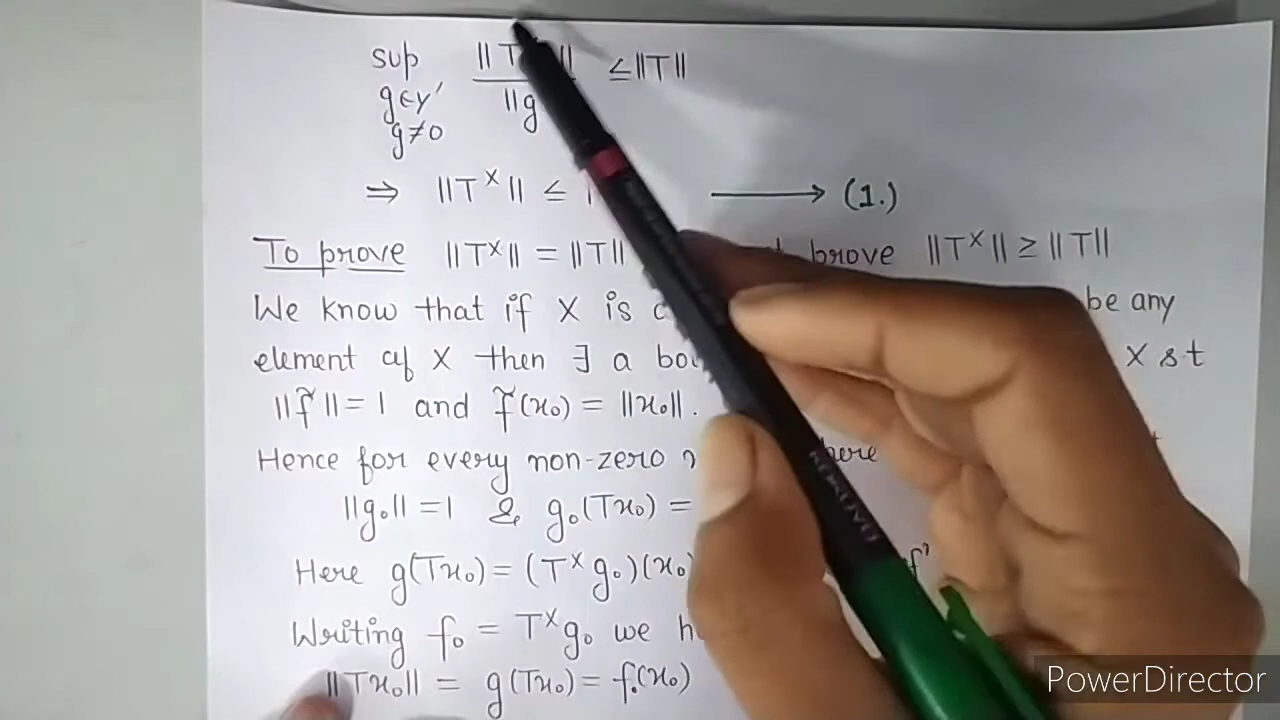 sup ||T || ≤ ||T||
g∈y' ||g
g≠0
⇒ ||T^x|| ≤ → (1.)
To prove ||T^x|| = ||T|| prove ||T^x|| ≥ ||T||
We know that if X is be any
element of X then ∃ a X st
||f̃|| = 1 and f̃(x₀) = ||x₀||.
Hence for every non-zero
||g₀|| = 1 & g₀(Tx₀) =
Here g(Tx₀) = (T^x g₀)(x₀)
Writing f₀ = T^x g₀ we
||Tx₀|| = g(Tx₀) = f₀(x₀)
KOKUYO
PowerDirector